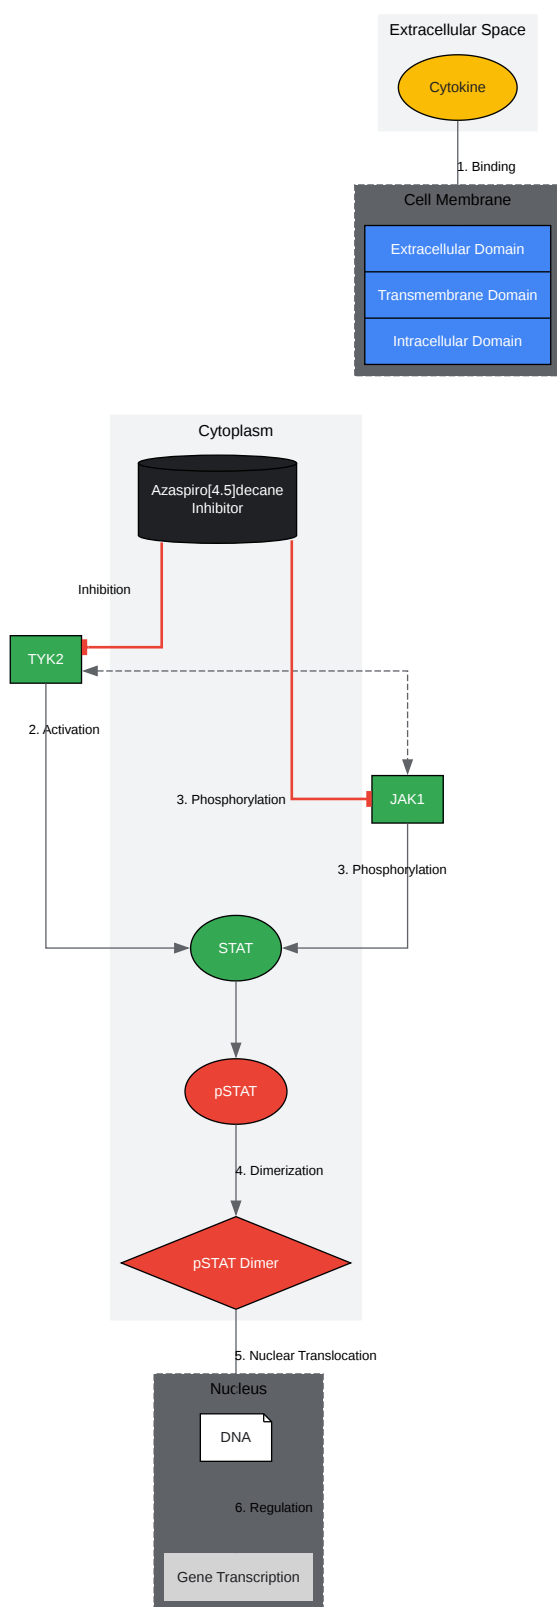 Extracellular Space
Cytokine
1. Binding
Cell Membrane
Extracellular Domain
Transmembrane Domain
Intracellular Domain
Cytoplasm
Azaspiro[4.5]decane
Inhibitor
Inhibition
TYK2
2. Activation
3. Phosphorylation
JAK1
3. Phosphorylation
STAT
pSTAT
4. Dimerization
pSTAT Dimer
5. Nuclear Translocation
Nucleus
DNA
6. Regulation
Gene Transcription